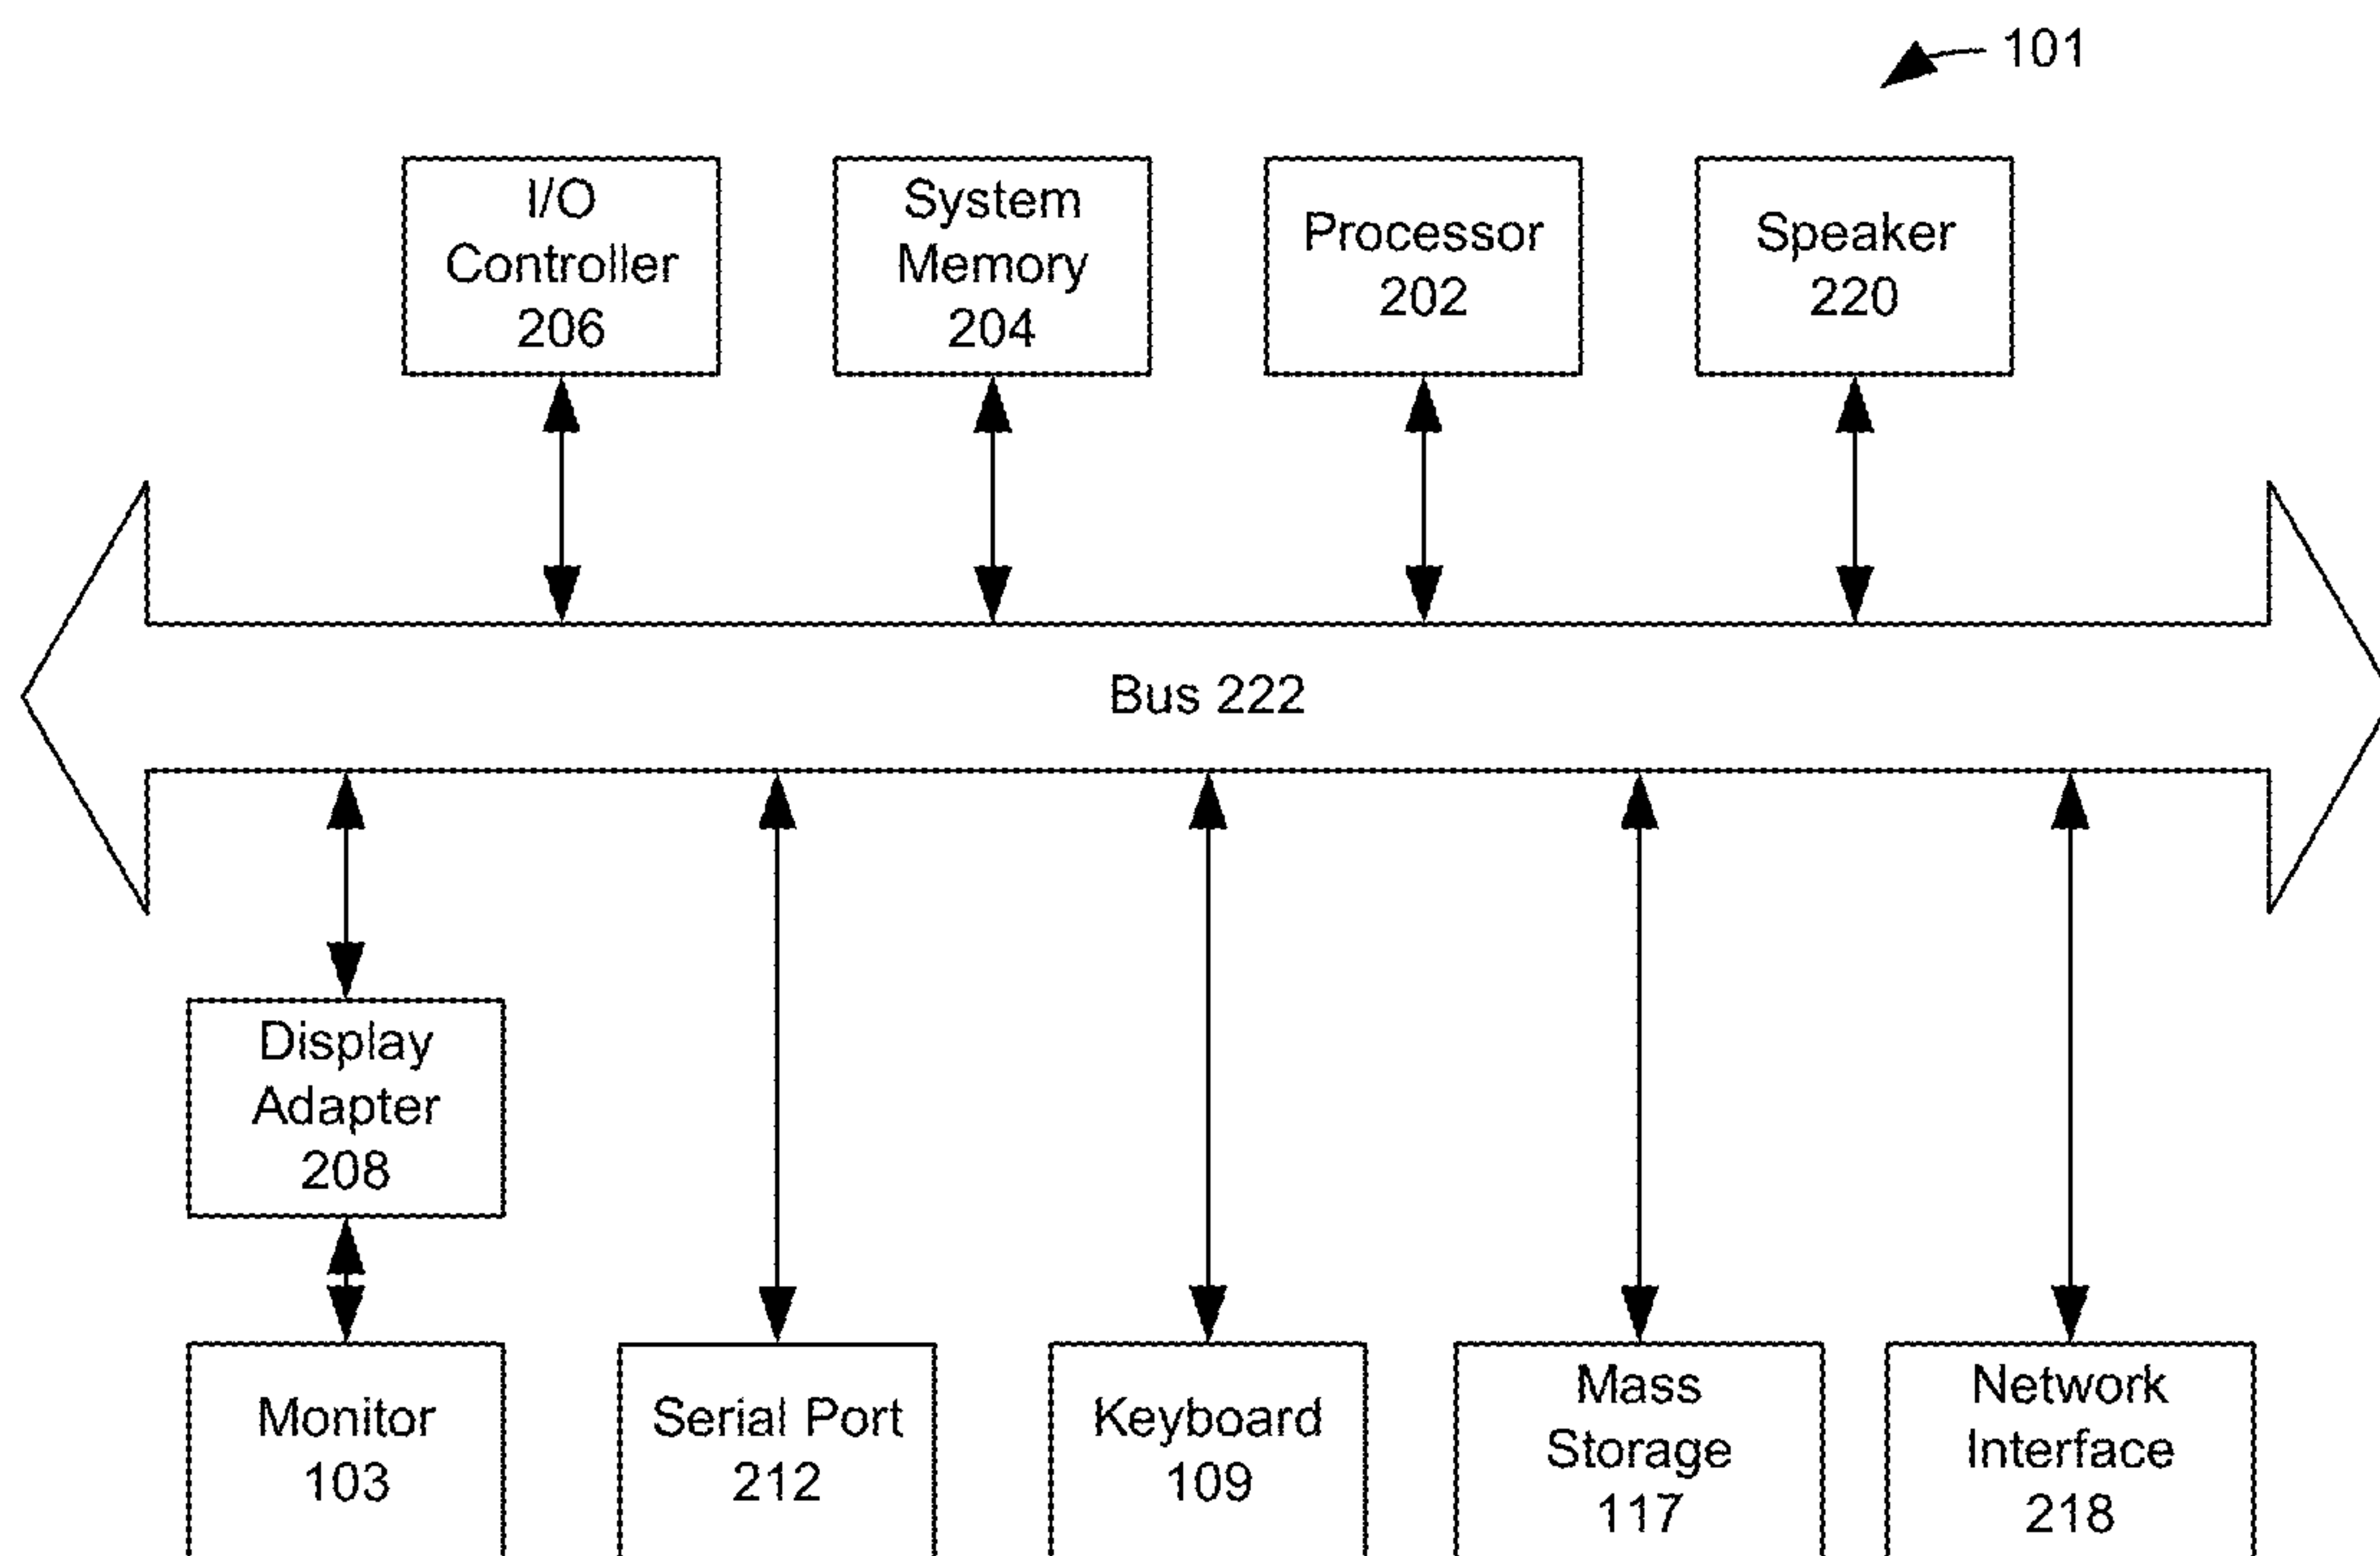 101
I/O
Controller
206
System
Memory
204
Processor
202
Speaker
220
Bus 222
Display
Adapter
208
Monitor
103
Serial Port
212
Keyboard
109
Mass
Storage
117
Network
Interface
218